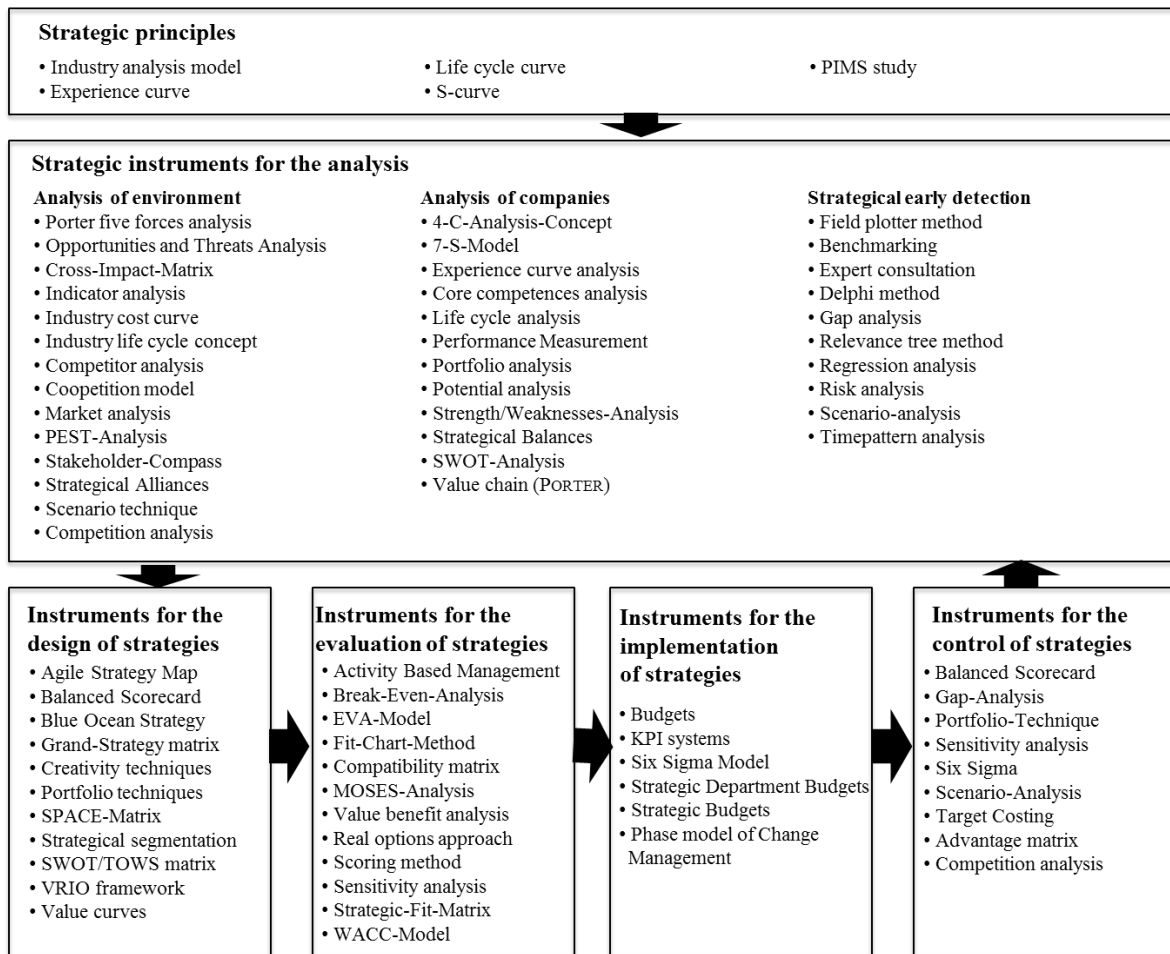 Strategic principles
• Industry analysis model
• Experience curve
• Life cycle curve
• S-curve
• PIMS study
Strategic instruments for the analysis
Analysis of environment
• Porter five forces analysis
• Opportunities and Threats Analysis
• Cross-Impact-Matrix
• Indicator analysis
• Industry cost curve
• Industry life cycle concept
• Competitor analysis
• Coopetition model
• Market analysis
• PEST-Analysis
• Stakeholder-Compass
• Strategical Alliances
• Scenario technique
• Competition analysis
Analysis of companies
• 4-C-Analysis-Concept
• 7-S-Model
• Experience curve analysis
• Core competences analysis
• Life cycle analysis
• Performance Measurement
• Portfolio analysis
• Potential analysis
• Strength/Weaknesses-Analysis
• Strategical Balances
• SWOT-Analysis
• Value chain (PORTER)
Strategical early detection
• Field plotter method
• Benchmarking
• Expert consultation
• Delphi method
• Gap analysis
• Relevance tree method
• Regression analysis
• Risk analysis
• Scenario-analysis
• Timepattern analysis
Instruments for the
design of strategies
• Agile Strategy Map
• Balanced Scorecard
• Blue Ocean Strategy
• Grand-Strategy matrix
• Creativity techniques
• Portfolio techniques
• SPACE-Matrix
• Strategical segmentation
• SWOT/TOWS matrix
• VRIO framework
• Value curves
Instruments for the
evaluation of strategies
• Activity Based Management
• Break-Even-Analysis
• EVA-Model
• Fit-Chart-Method
• Compatibility matrix
• MOSES-Analysis
• Value benefit analysis
• Real options approach
• Scoring method
• Sensitivity analysis
• Strategic-Fit-Matrix
• WACC-Model
Instruments for the
implementation
of strategies
• Budgets
• KPI systems
• Six Sigma Model
• Strategic Department Budgets
• Strategic Budgets
• Phase model of Change
Management
Instruments for the
control of strategies
• Balanced Scorecard
• Gap-Analysis
• Portfolio-Technique
• Sensitivity analysis
• Six Sigma
• Scenario-Analysis
• Target Costing
• Advantage matrix
• Competition analysis